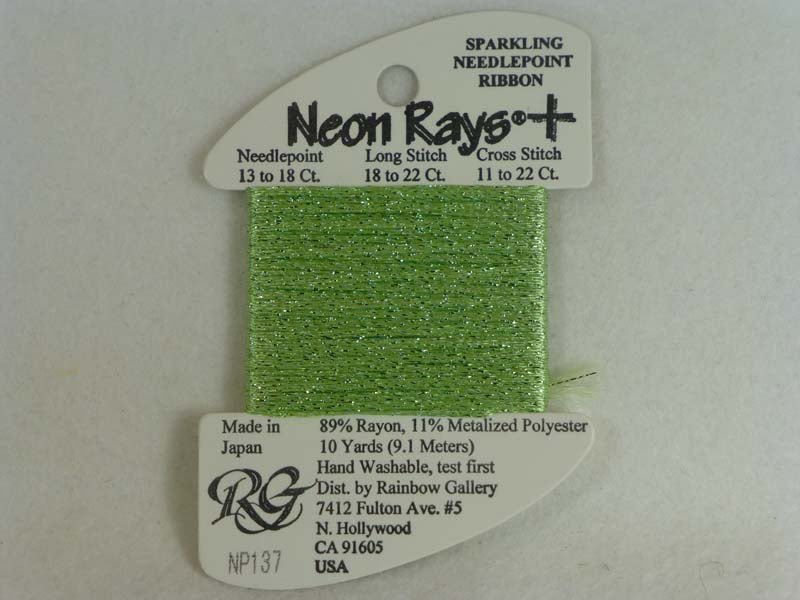 SPARKLING
NEEDLEPOINT
RIBBON
Neon Rays®+
Needlepoint Long Stitch Cross Stitch
13 to 18 Ct. 18 to 22 Ct. 11 to 22 Ct.
Made in
Japan
89% Rayon, 11% Metalized Polyester
10 Yards (9.1 Meters)
Hand Washable, test first
Dist. by Rainbow Gallery
7412 Fulton Ave. #5
N. Hollywood
CA 91605
USA
RG
NP137